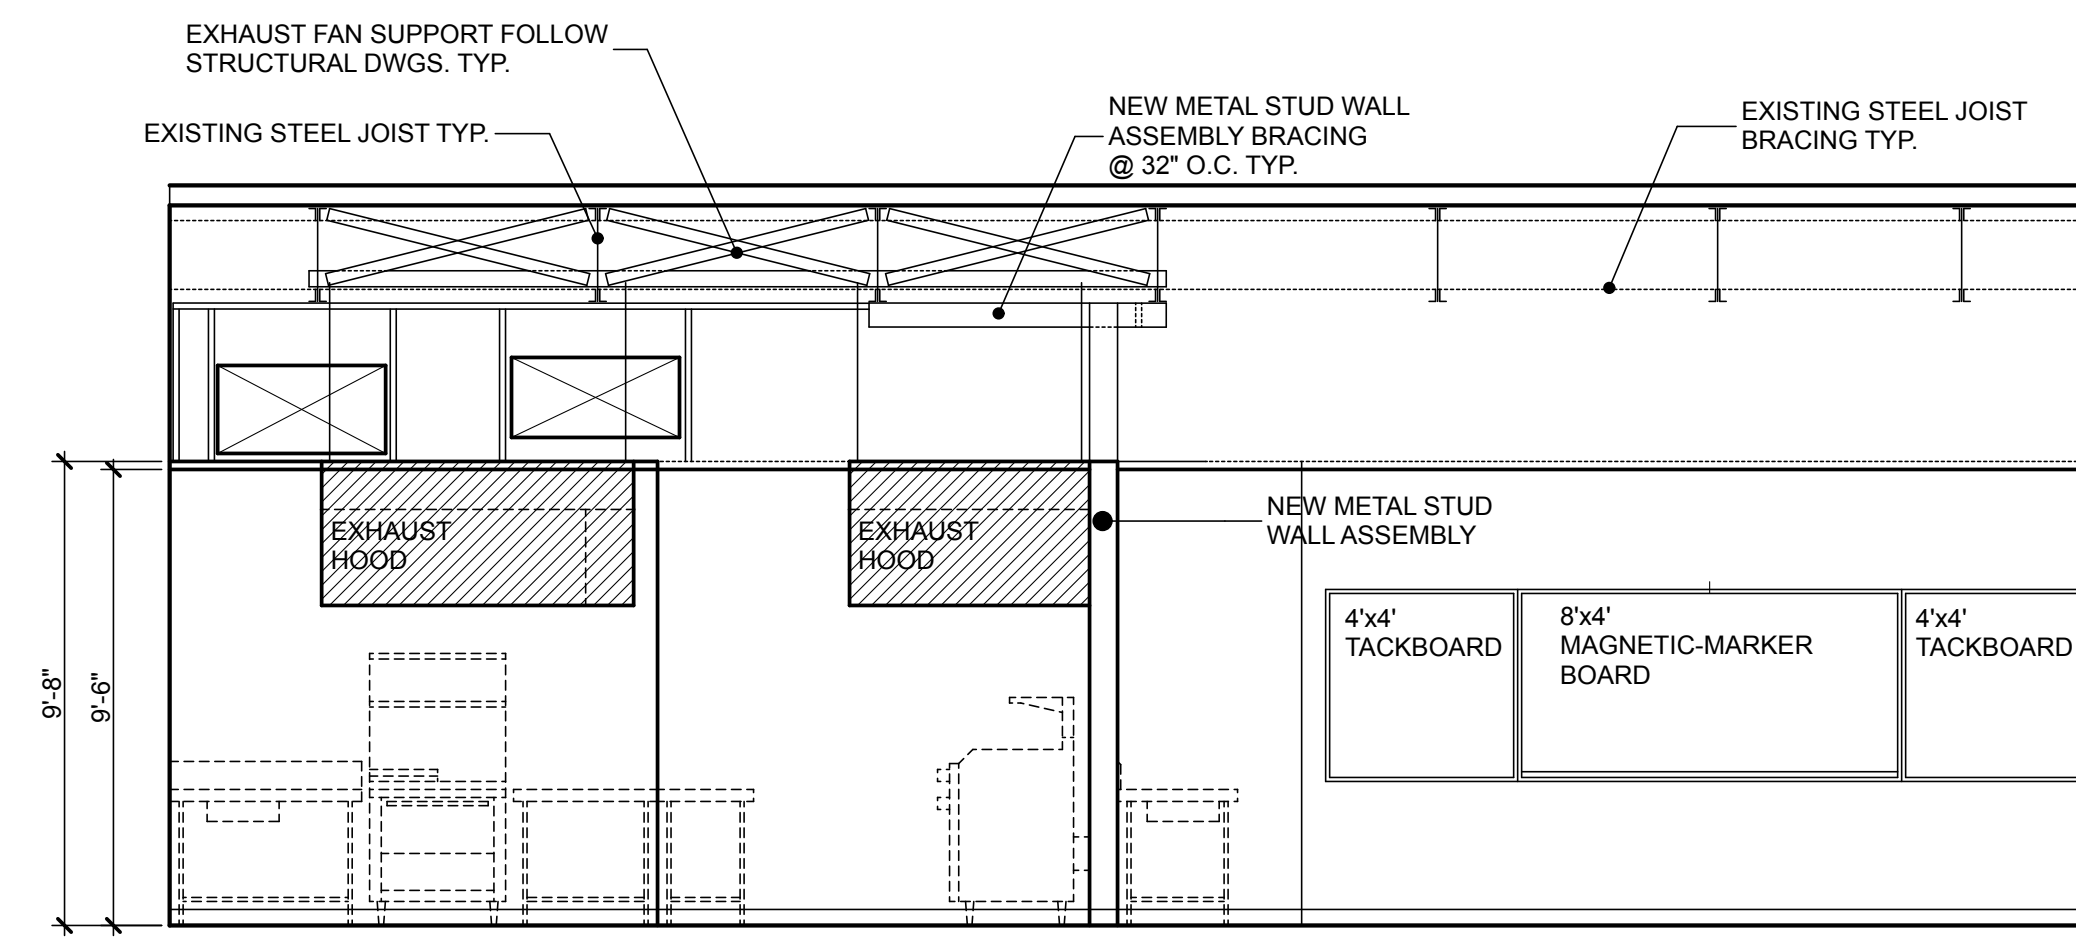 EXHAUST FAN SUPPORT FOLLOW
STRUCTURAL DWGS. TYP.
EXISTING STEEL JOIST TYP.
NEW METAL STUD WALL
ASSEMBLY BRACING
@ 32" O.C. TYP.
EXISTING STEEL JOIST
BRACING TYP.
EXHAUST
HOOD
EXHAUST
HOOD
NEW METAL STUD
WALL ASSEMBLY
4'x4'
TACKBOARD
8'x4'
MAGNETIC-MARKER
BOARD
4'x4'
TACKBOARD
9'-8"
9'-6"